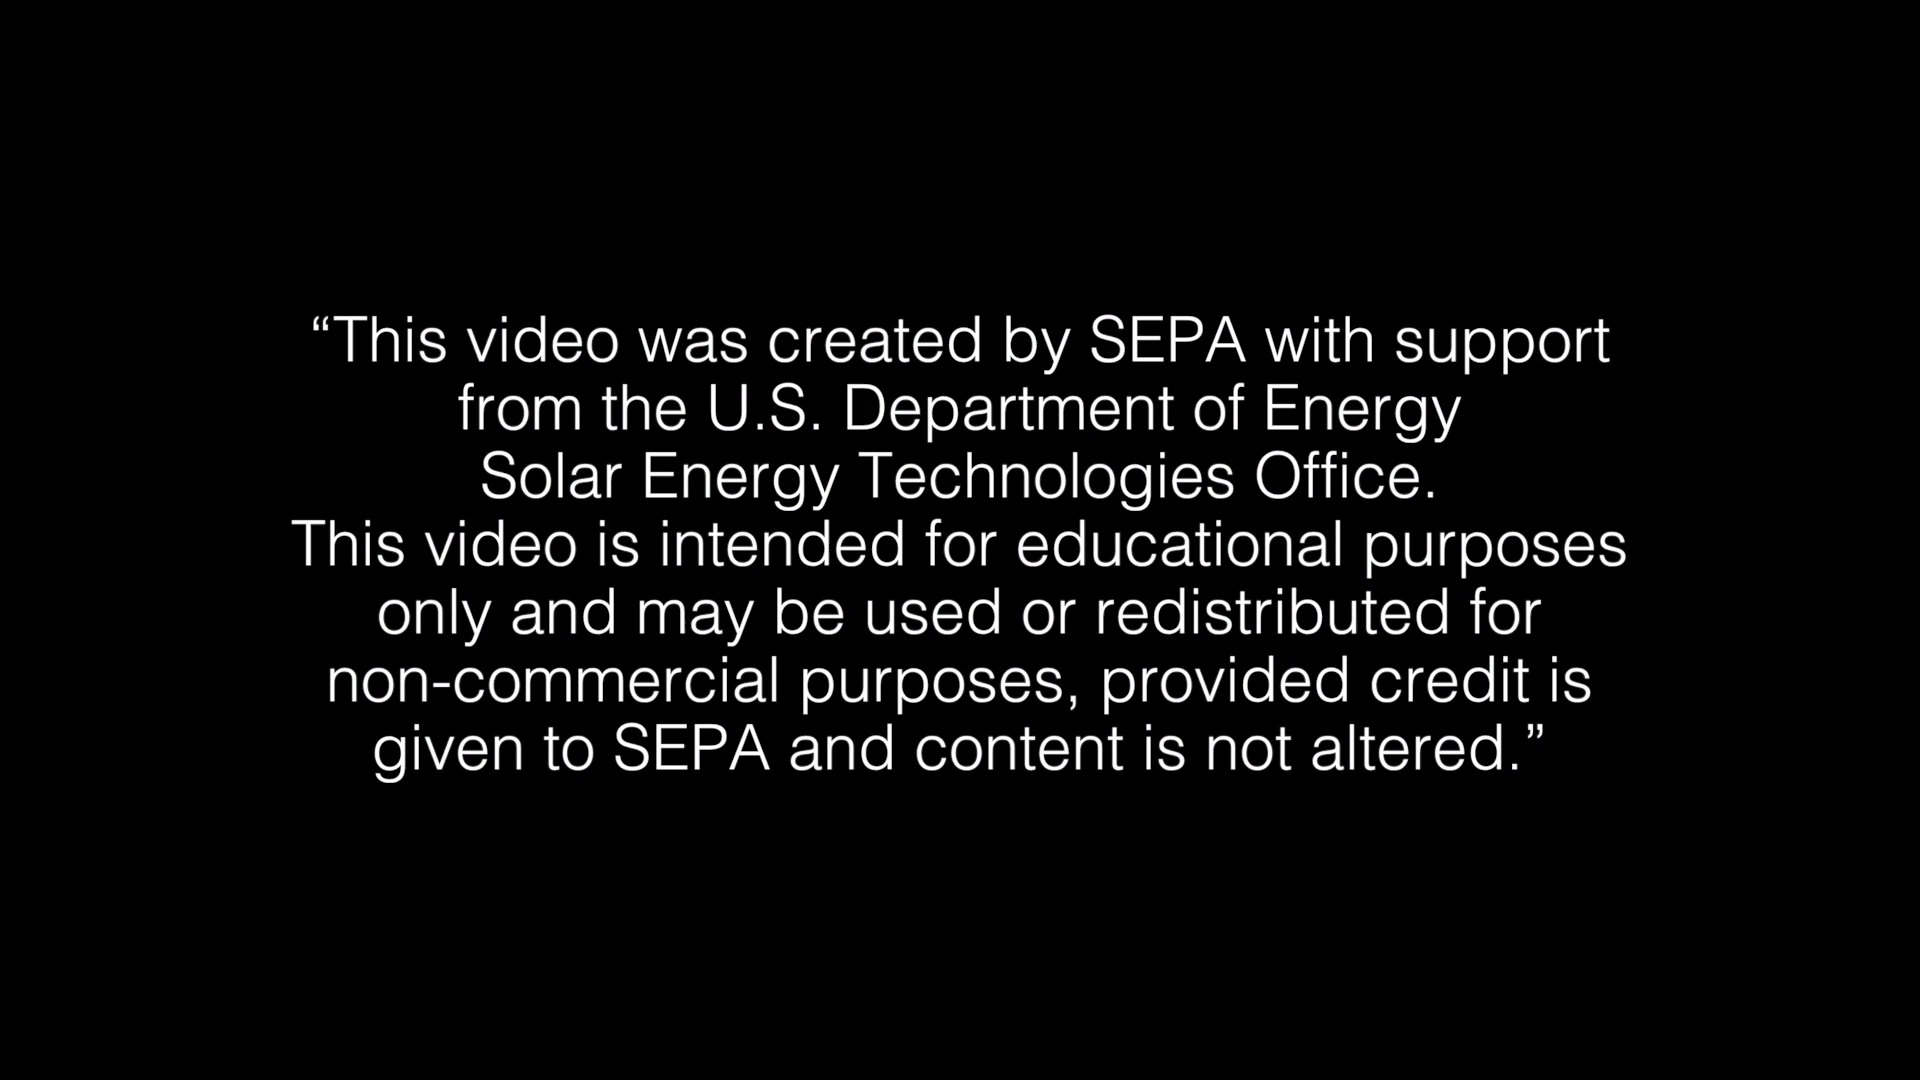 “This video was created by SEPA with support
from the U.S. Department of Energy
Solar Energy Technologies Office.
This video is intended for educational purposes
only and may be used or redistributed for
non-commercial purposes, provided credit is
given to SEPA and content is not altered.”